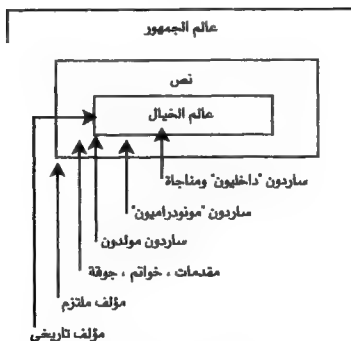 عالم الجمهور
نص
عالم الخيال
ساردون "داخليون" ومناجاة
ساردون "مونودراميون"
ساردون مولدون
مقدمات ، خواتم ، جوقة
مؤلف ملتزم
مؤلف تاريخي